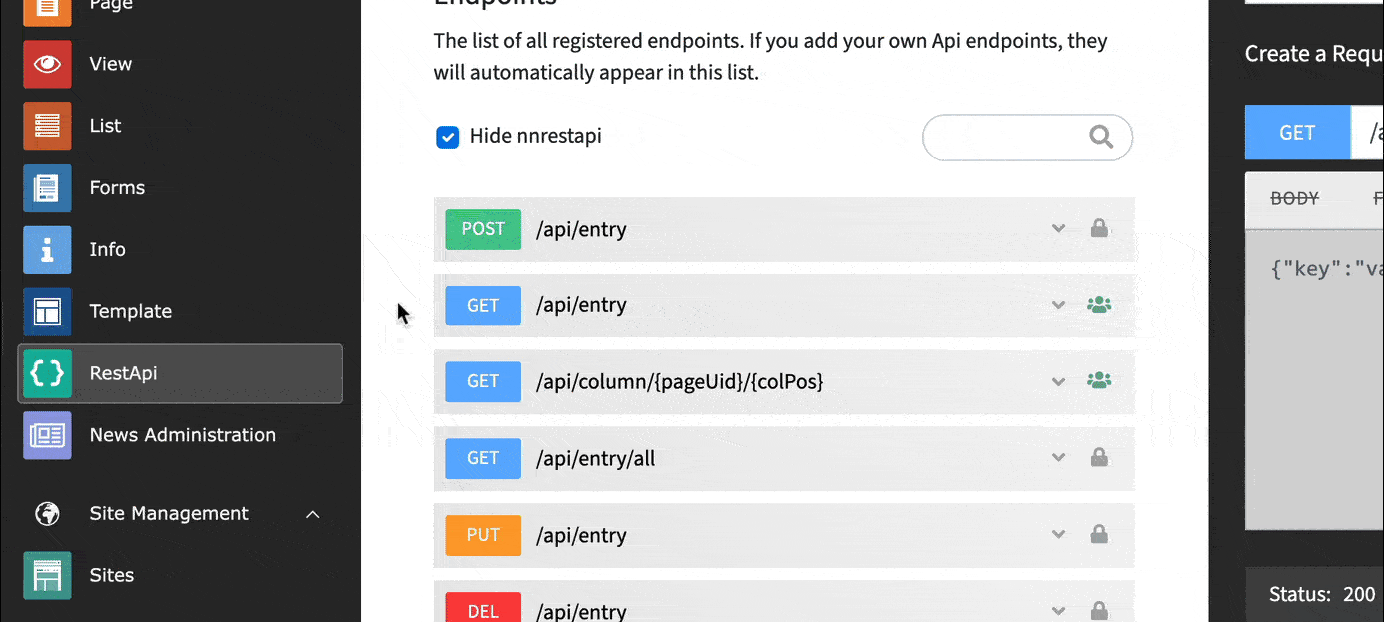 Page
View
List
Forms
Info
Template
RestApi
News Administration
Site Management
Sites
Endpoints
The list of all registered endpoints. If you add your own Api endpoints, they
will automatically appear in this list.
Hide nnrestapi
POST /api/entry
GET /api/entry
GET /api/column/{pageUid}/{colPos}
GET /api/entry/all
PUT /api/entry
DEL /api/entry
Create a Requ
GET /a
BODY F
{"key":"va
Status: 200